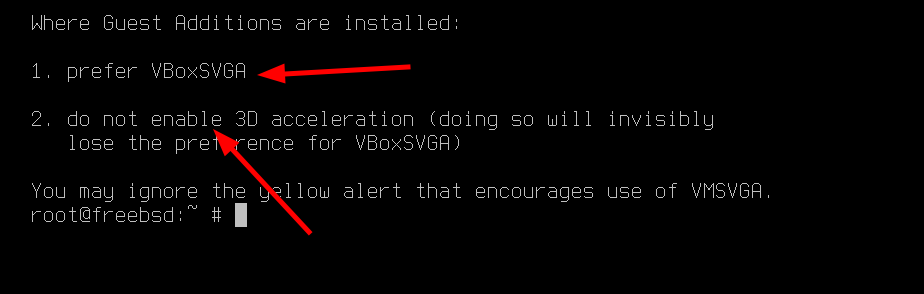 Where Guest Additions are installed:
1. prefer VBoxSVGA
2. do not enable 3D acceleration (doing so will invisibly
lose the preference for VBoxSVGA)
You may ignore the yellow alert that encourages use of VMSVGA.
root@freebsd:~ #